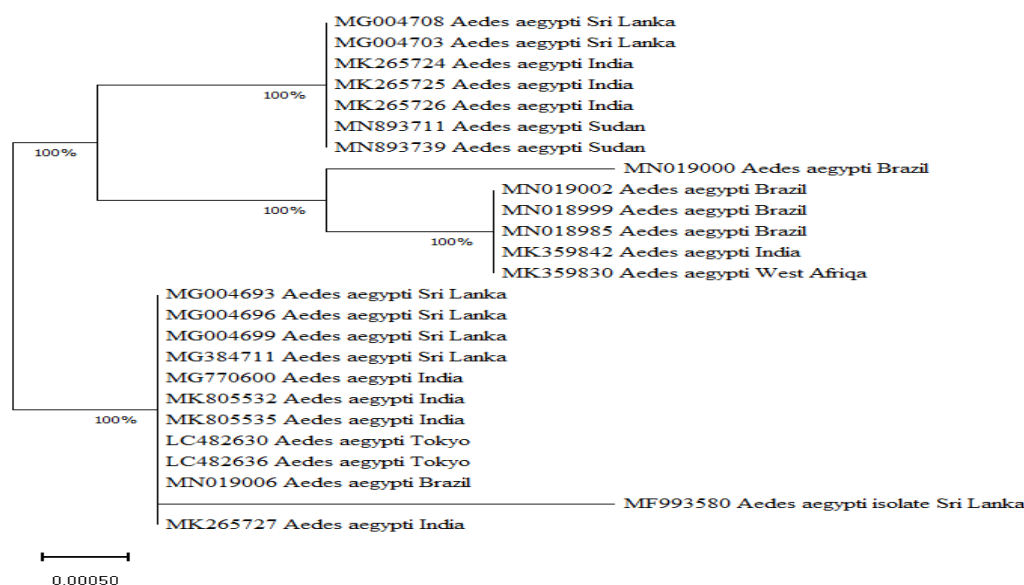 MG004708 Aedes aegypti Sri Lanka
MG004703 Aedes aegypti Sri Lanka
MK265724 Aedes aegypti India
MK265725 Aedes aegypti India
100%
MK265726 Aedes aegypti India
MN893711 Aedes aegypti Sudan
MN893739 Aedes aegypti Sudan
100%
MN019000 Aedes aegypti Brazil
MN019002 Aedes aegypti Brazil
MN018999 Aedes aegypti Brazil
100%
MN018985 Aedes aegypti Brazil
100%
MK359842 Aedes aegypti India
MK359830 Aedes aegypti West Afriqa
MG004693 Aedes aegypti Sri Lanka
MG004696 Aedes aegypti Sri Lanka
MG004699 Aedes aegypti Sri Lanka
MG384711 Aedes aegypti Sri Lanka
MG770600 Aedes aegypti India
MK805532 Aedes aegypti India
100%
MK805535 Aedes aegypti India
LC482630 Aedes aegypti Tokyo
LC482636 Aedes aegypti Tokyo
MN019006 Aedes aegypti Brazil
MF993580 Aedes aegypti isolate Sri Lanka
MK265727 Aedes aegypti India
0.00050